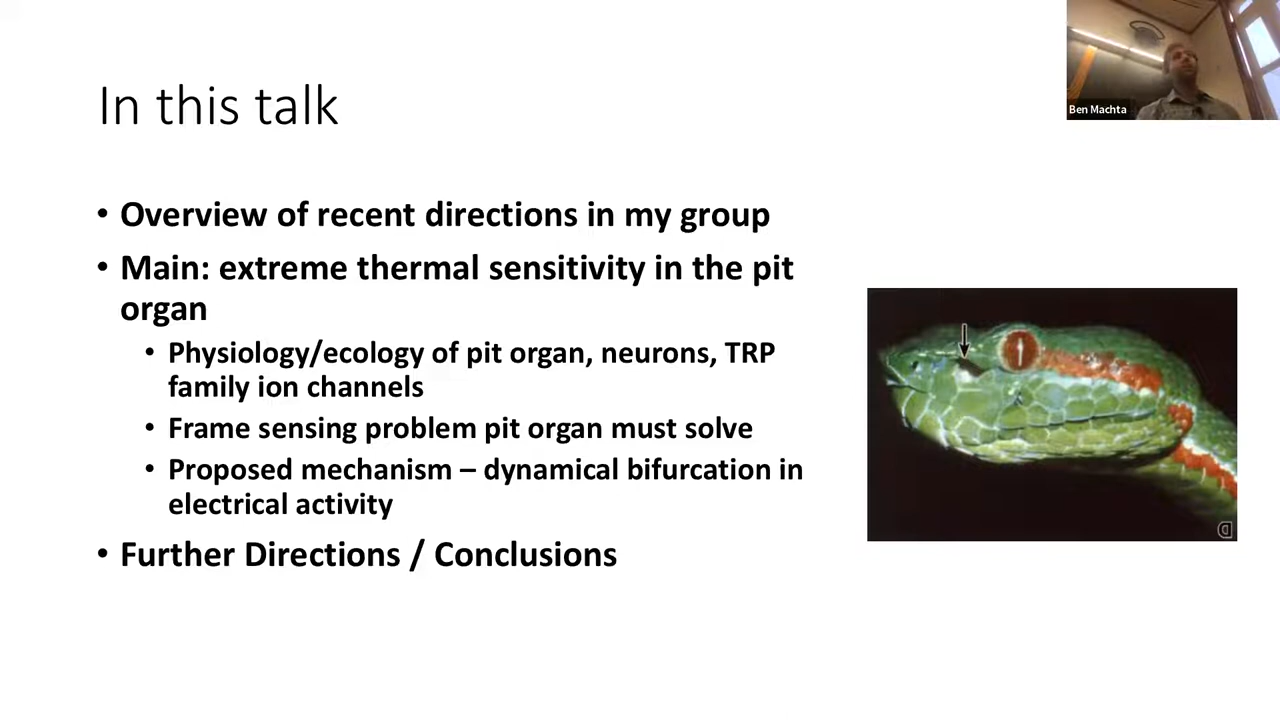 In this talk
Ben Machta
• Overview of recent directions in my group
• Main: extreme thermal sensitivity in the pit
organ
• Physiology/ecology of pit organ, neurons, TRP
family ion channels
• Frame sensing problem pit organ must solve
• Proposed mechanism – dynamical bifurcation in
electrical activity
• Further Directions / Conclusions